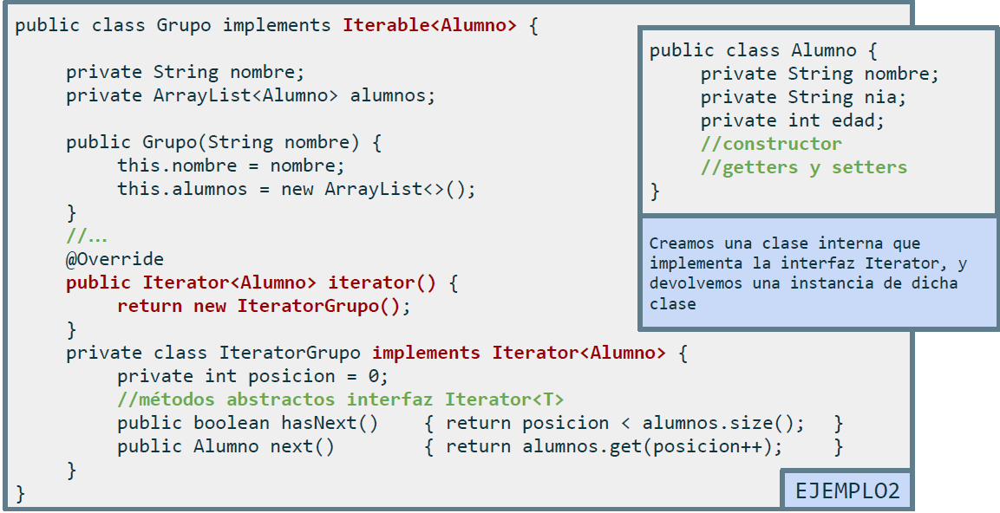 public class Grupo implements Iterable<Alumno> {
private String nombre;
private ArrayList<Alumno> alumnos;
public Grupo(String nombre) {
this.nombre = nombre;
this.alumnos = new ArrayList<>();
}
//...
@Override
public Iterator<Alumno> iterator() {
return new IteratorGrupo();
}
private class IteratorGrupo implements Iterator<Alumno> {
private int posicion = 0;
//métodos abstractos interfaz Iterator<T>
public boolean hasNext() { return posicion < alumnos.size(); }
public Alumno next() { return alumnos.get(posicion++); }
}
}
public class Alumno {
private String nombre;
private String nia;
private int edad;
//constructor
//getters y setters
}
Creamos una clase interna que
implementa la interfaz Iterator, y
devolvemos una instancia de dicha
clase
EJEMPLO2